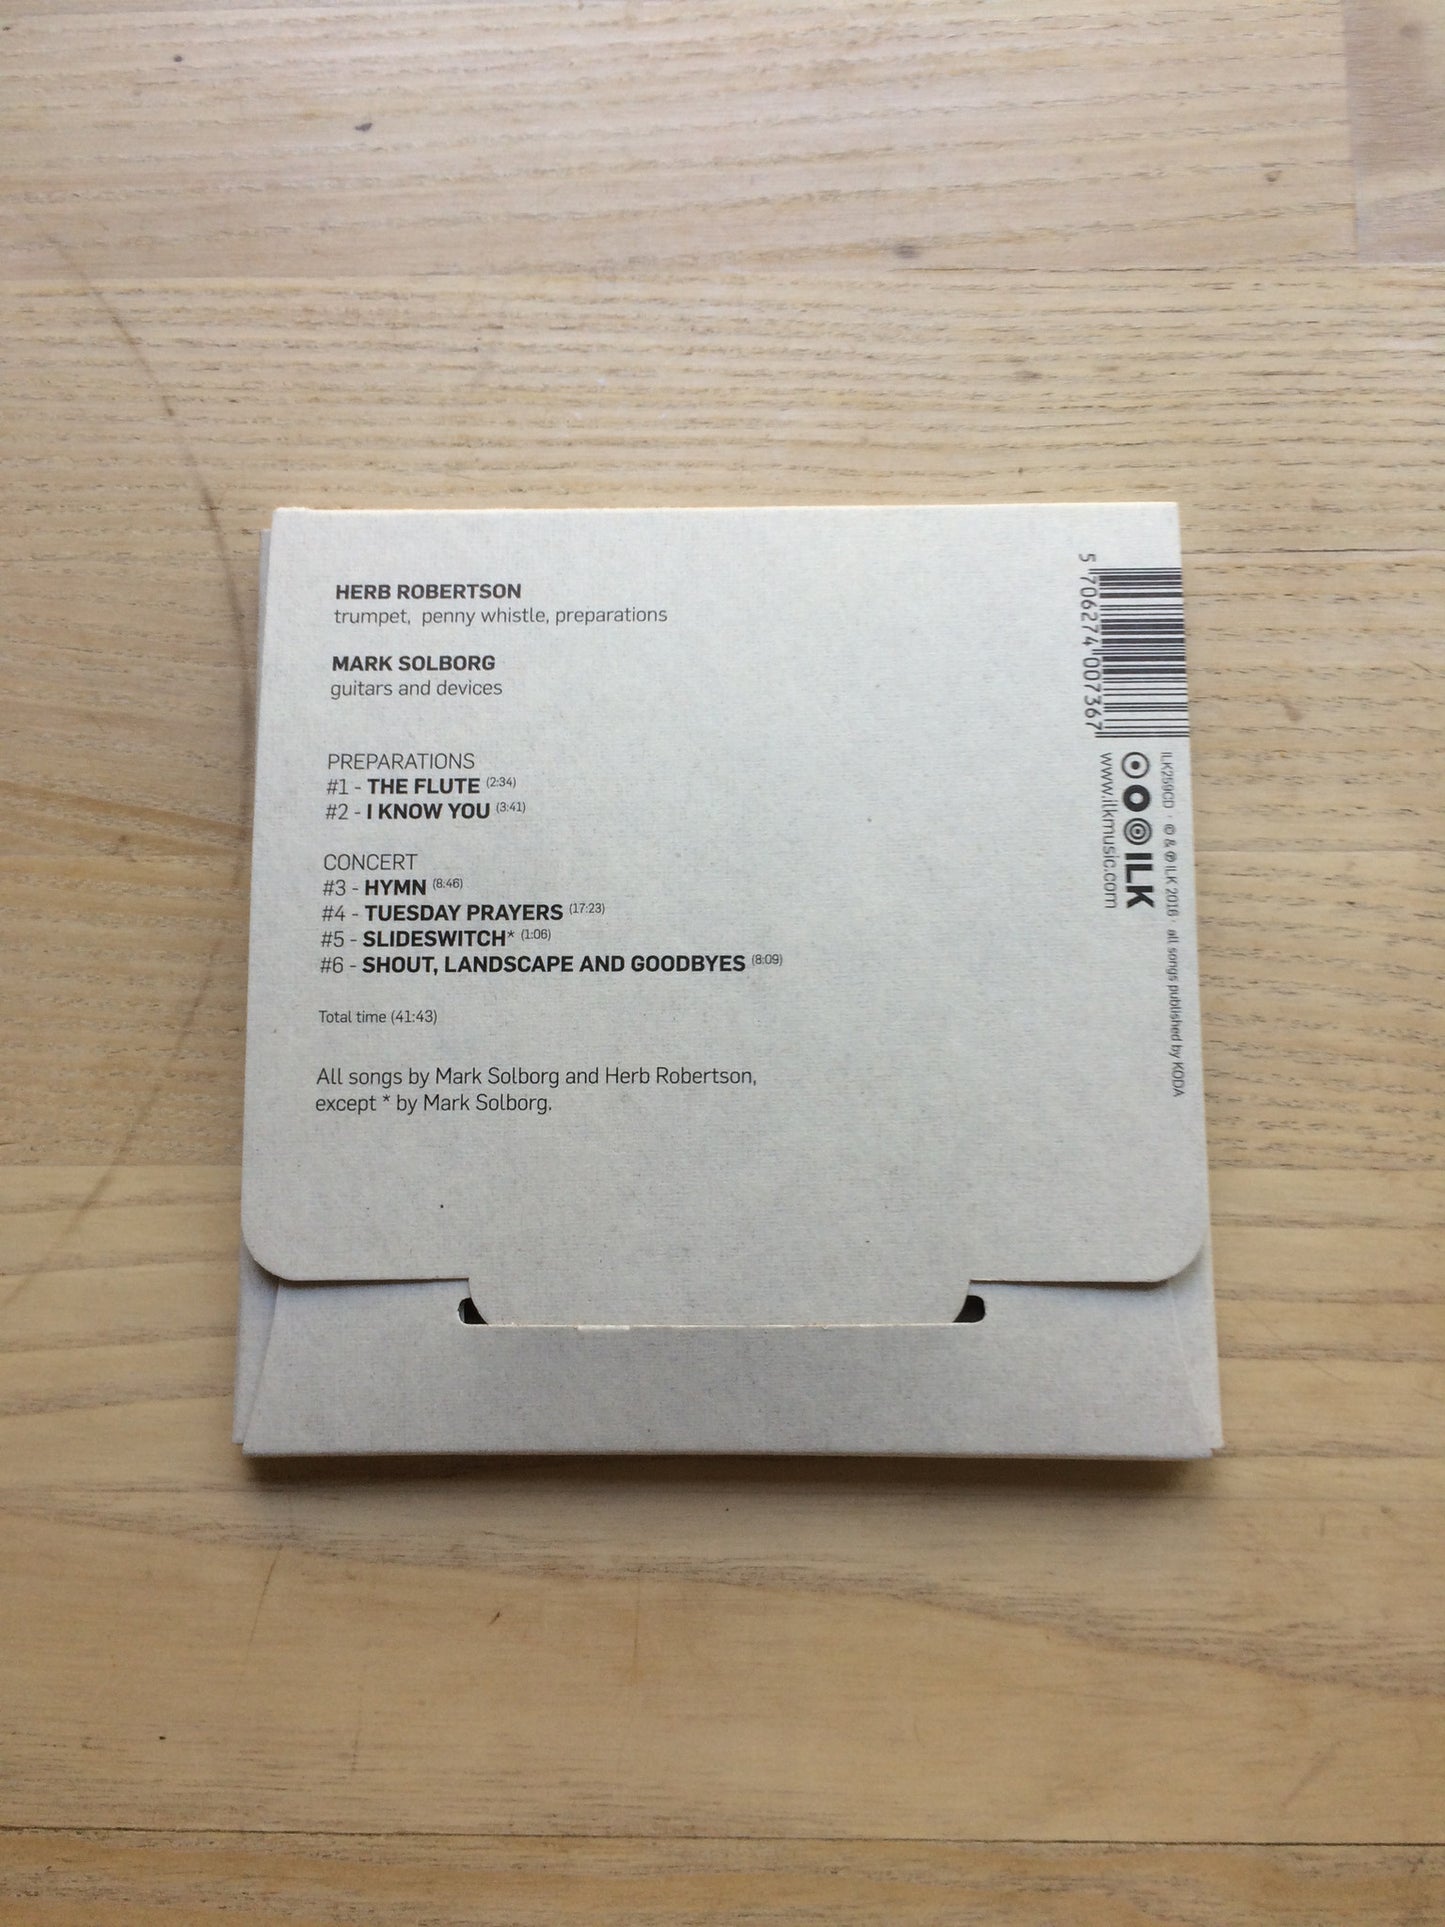 HERB ROBERTSON
trumpet, penny whistle, preparations
MARK SOLBORG
guitars and devices
PREPARATIONS
#1 - THE FLUTE (2:34)
#2 - I KNOW YOU (3:41)
CONCERT
#3 - HYMN (8:46)
#4 - TUESDAY PRAYERS (17:23)
#5 - SLIDESWITCH* (1:06)
#6 - SHOUT, LANDSCAPE AND GOODBYES (8:09)
Total time (41:43)
All songs by Mark Solborg and Herb Robertson,
except * by Mark Solborg.
5 706274 007367
ILK
www.ilkmusic.com
ILK259CD · © & ℗ ILK 2016 · all songs published by KODA